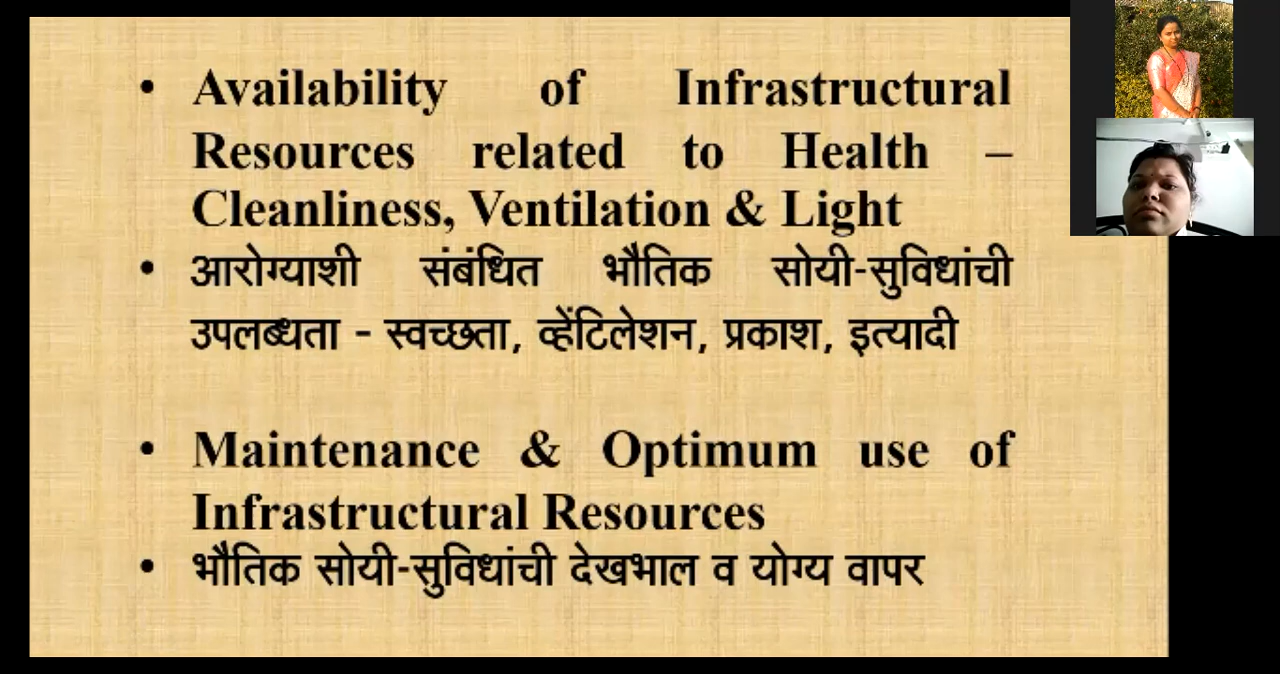 • Availability of Infrastructural
Resources related to Health –
Cleanliness, Ventilation & Light
• आरोग्याशी संबंधित भौतिक सोयी-सुविधांची
उपलब्धता - स्वच्छता, व्हेंटिलेशन, प्रकाश, इत्यादी
• Maintenance & Optimum use of
Infrastructural Resources
• भौतिक सोयी-सुविधांची देखभाल व योग्य वापर